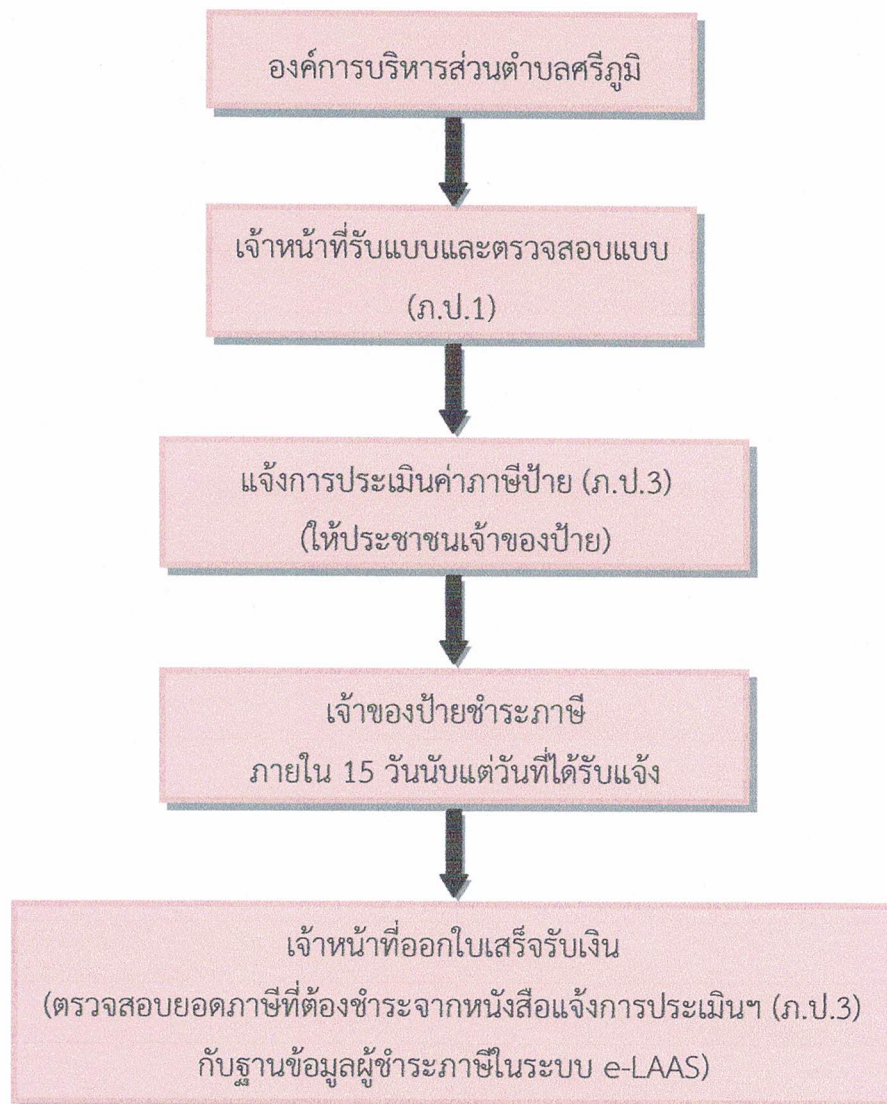 องค์การบริหารส่วนตำบลศรีภูมิ
เจ้าหน้าที่รับแบบและตรวจสอบแบบ
(ภ.ป.1)
แจ้งการประเมินค่าภาษีป้าย (ภ.ป.3)
(ให้ประชาชนเจ้าของป้าย)
เจ้าของป้ายชำระภาษี
ภายใน 15 วันนับแต่วันที่ได้รับแจ้ง
เจ้าหน้าที่ออกใบเสร็จรับเงิน
(ตรวจสอบยอดภาษีที่ต้องชำระจากหนังสือแจ้งการประเมินฯ (ภ.ป.3)
กับฐานข้อมูลผู้ชำระภาษีในระบบ e-LAAS)